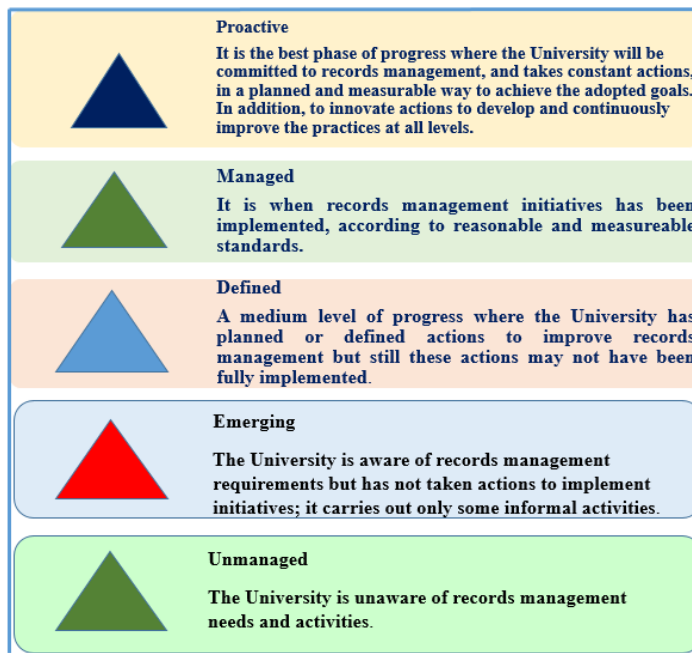 Proactive
It is the best phase of progress where the University will be
committed to records management, and takes constant actions,
in a planned and measurable way to achieve the adopted goals.
In addition, to innovate actions to develop and continuously
improve the practices at all levels.
Managed
It is when records management initiatives has been
implemented, according to reasonable and measureable
standards.
Defined
A medium level of progress where the University has
planned or defined actions to improve records
management but still these actions may not have been
fully implemented.
Emerging
The University is aware of records management
requirements but has not taken actions to implement
initiatives; it carries out only some informal activities.
Unmanaged
The University is unaware of records management
needs and activities.